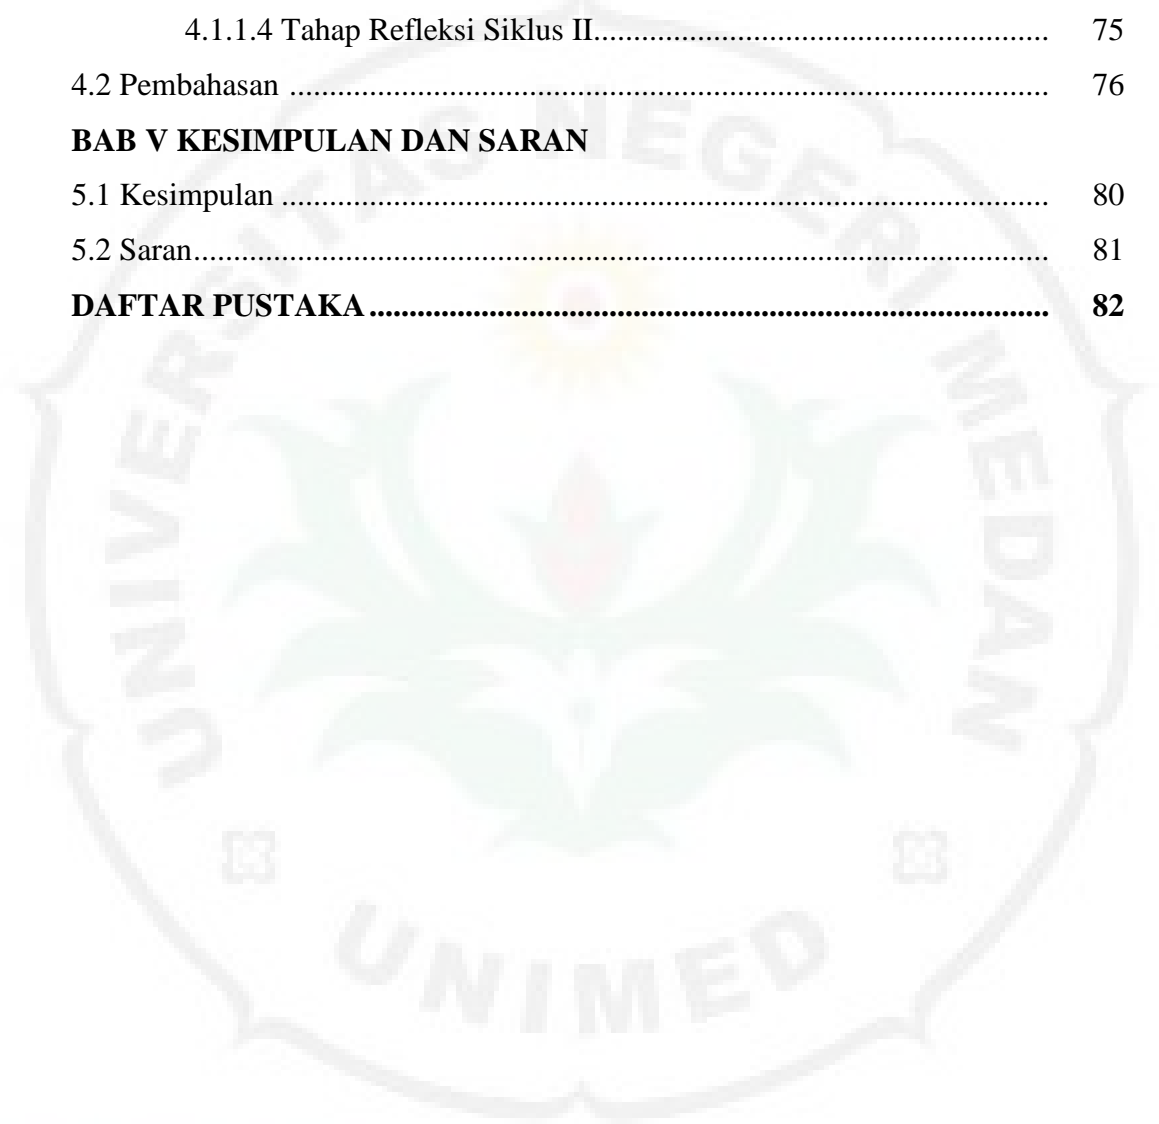 4.1.1.4 Tahap Refleksi Siklus II.......................................................... 75
4.2 Pembahasan ................................................................................................ 76
BAB V KESIMPULAN DAN SARAN
5.1 Kesimpulan ................................................................................................. 80
5.2 Saran............................................................................................................ 81
DAFTAR PUSTAKA ...................................................................................... 82
UNIVERSITAS NEGERI MEDAN
UNIMED